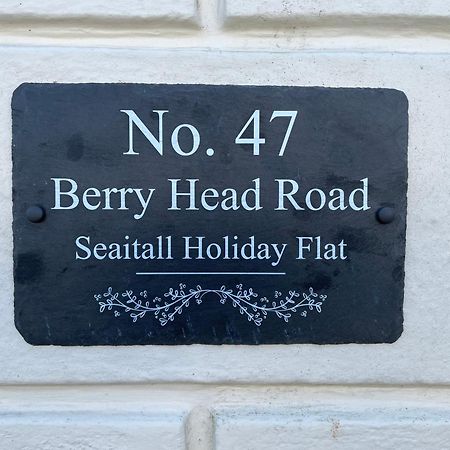 No. 47
Berry Head Road
Seaitall Holiday Flat